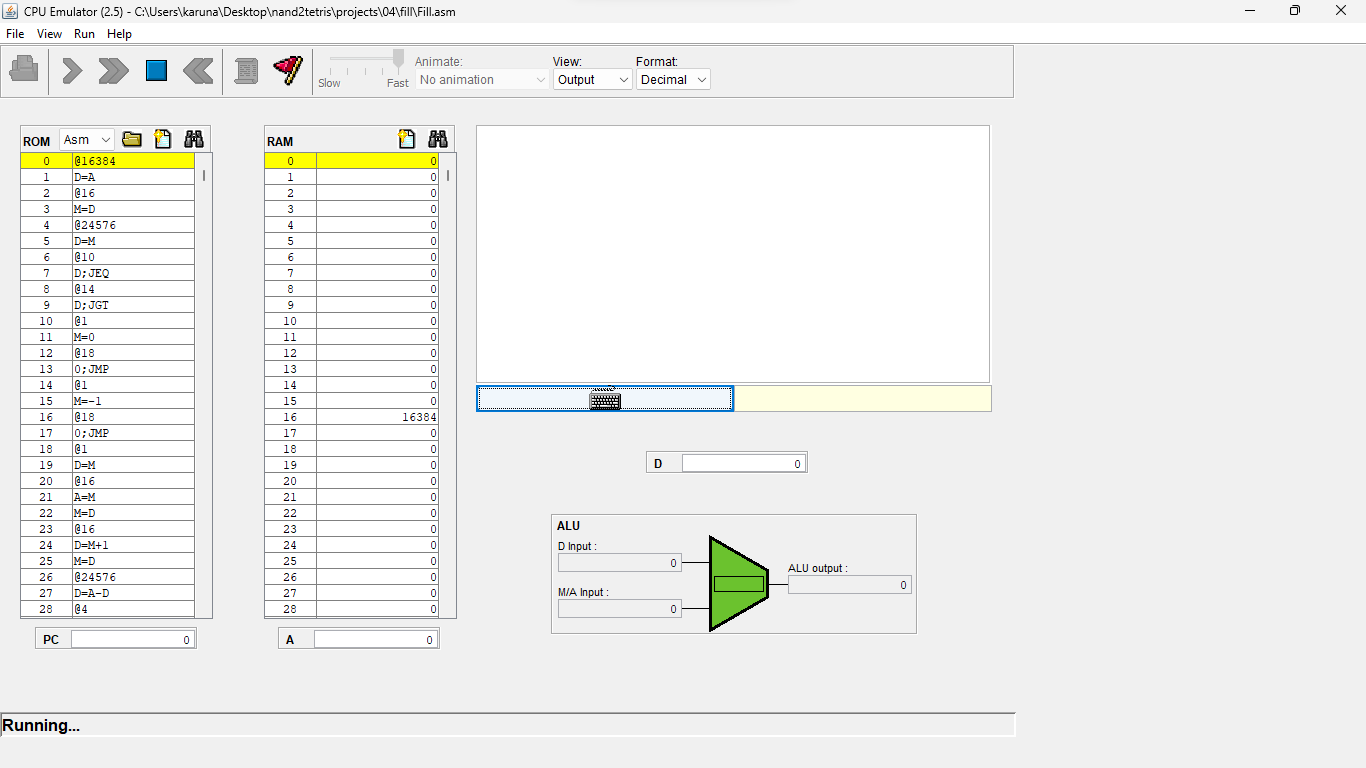 CPU Emulator (2.5) - C:\Users\karuna\Desktop\nand2tetris\projects\04\fill\Fill.asm
File View Run Help
Slow Fast
Animate:
No animation
View:
Output
Format:
Decimal
ROM Asm
0 @16384
1 D=A
2 @16
3 M=D
4 @24576
5 D=M
6 @10
7 D;JEQ
8 @14
9 D;JGT
10 @1
11 M=0
12 @18
13 0;JMP
14 @1
15 M=-1
16 @18
17 0;JMP
18 @1
19 D=M
20 @16
21 A=M
22 M=D
23 @16
24 D=M+1
25 M=D
26 @24576
27 D=A-D
28 @4
PC 0
RAM
0 0
1 0
2 0
3 0
4 0
5 0
6 0
7 0
8 0
9 0
10 0
11 0
12 0
13 0
14 0
15 0
16 16384
17 0
18 0
19 0
20 0
21 0
22 0
23 0
24 0
25 0
26 0
27 0
28 0
A 0
D 0
ALU
D Input :
0
M/A Input :
0
ALU output :
0
Running...